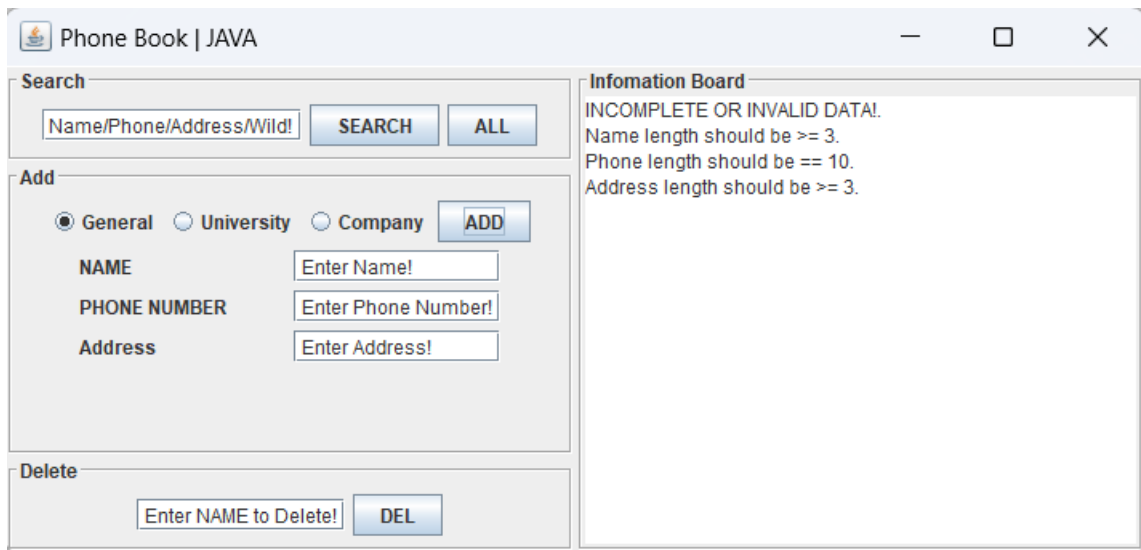 Phone Book | JAVA
Search
Name/Phone/Address/Wild! SEARCH ALL
Add
General University Company ADD
NAME Enter Name!
PHONE NUMBER Enter Phone Number!
Address Enter Address!
Delete
Enter NAME to Delete! DEL
Infomation Board
INCOMPLETE OR INVALID DATA!.
Name length should be >= 3.
Phone length should be == 10.
Address length should be >= 3.